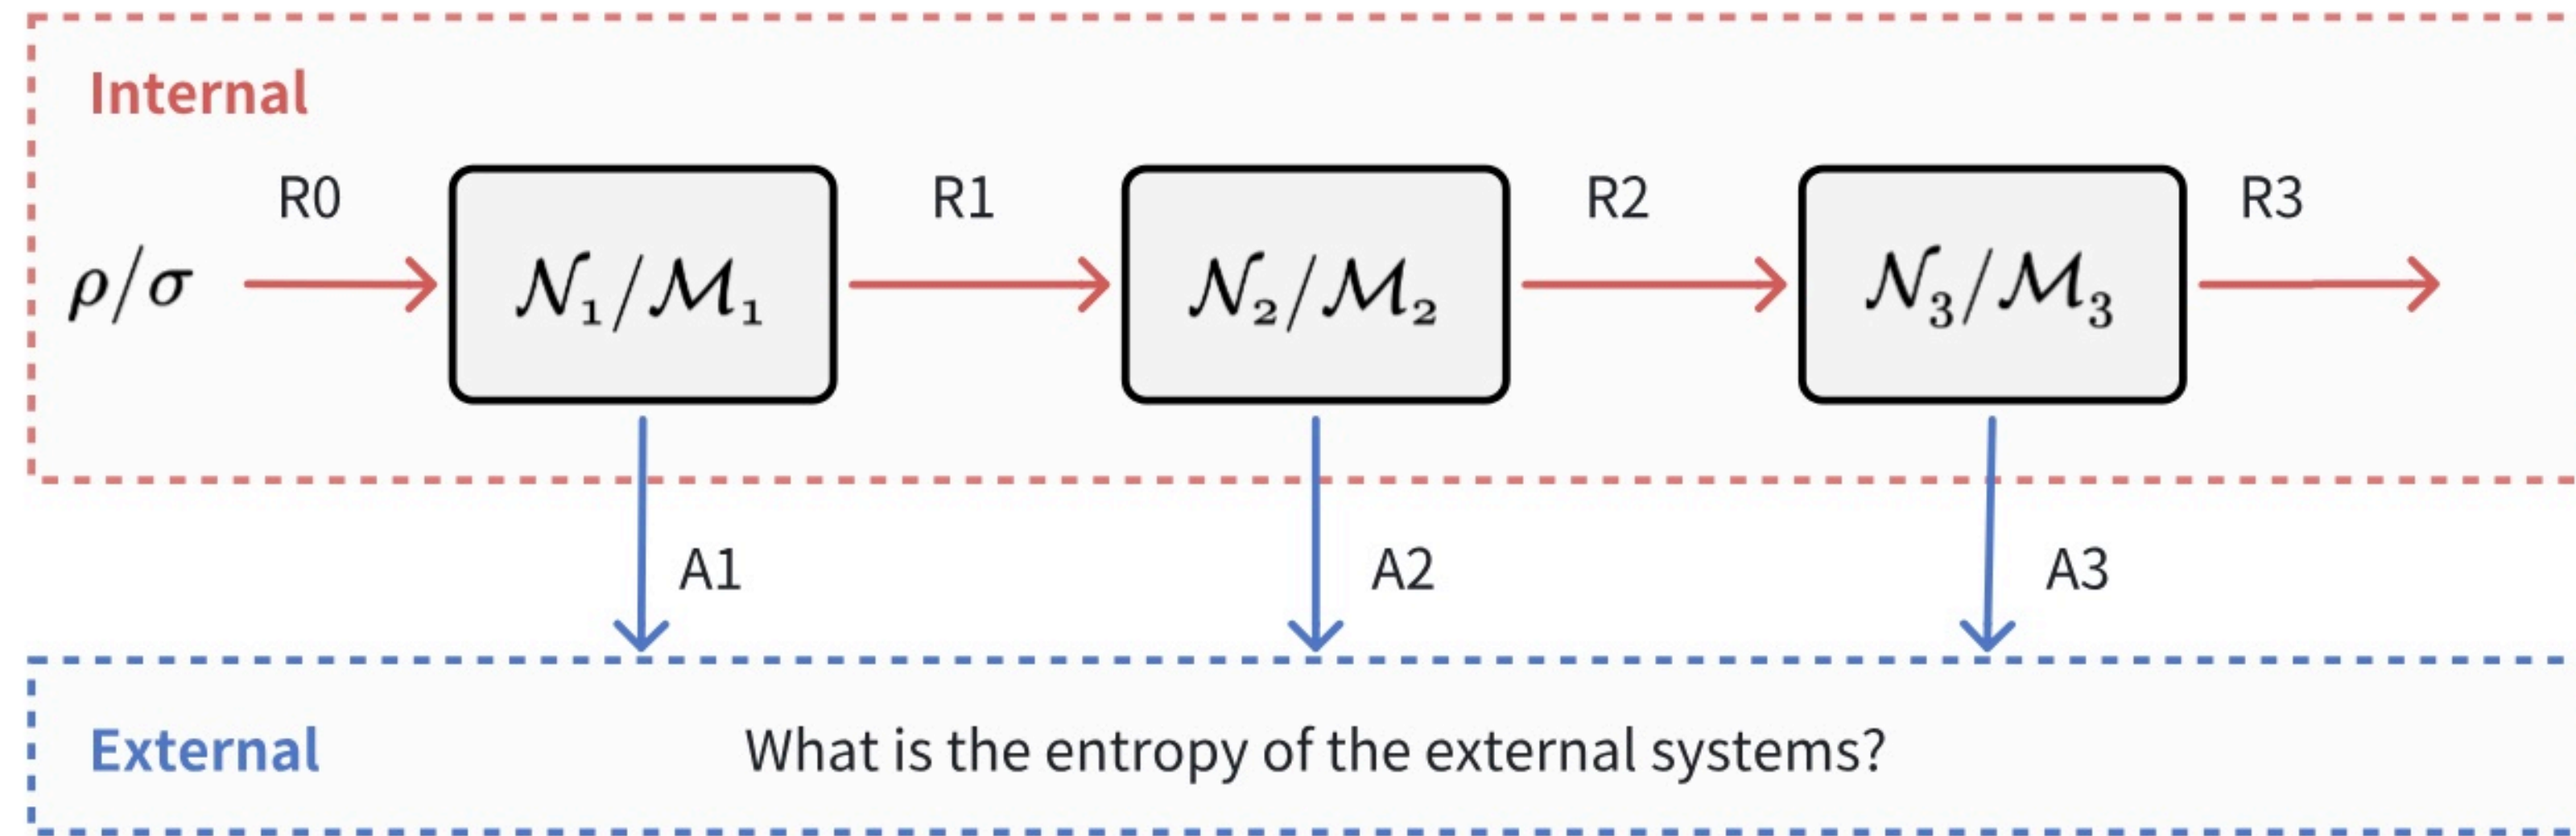 Internal
R0
R1
R2
R3
ρ/σ
𝒩₁/ℳ₁
𝒩₂/ℳ₂
𝒩₃/ℳ₃
A1
A2
A3
External
What is the entropy of the external systems?